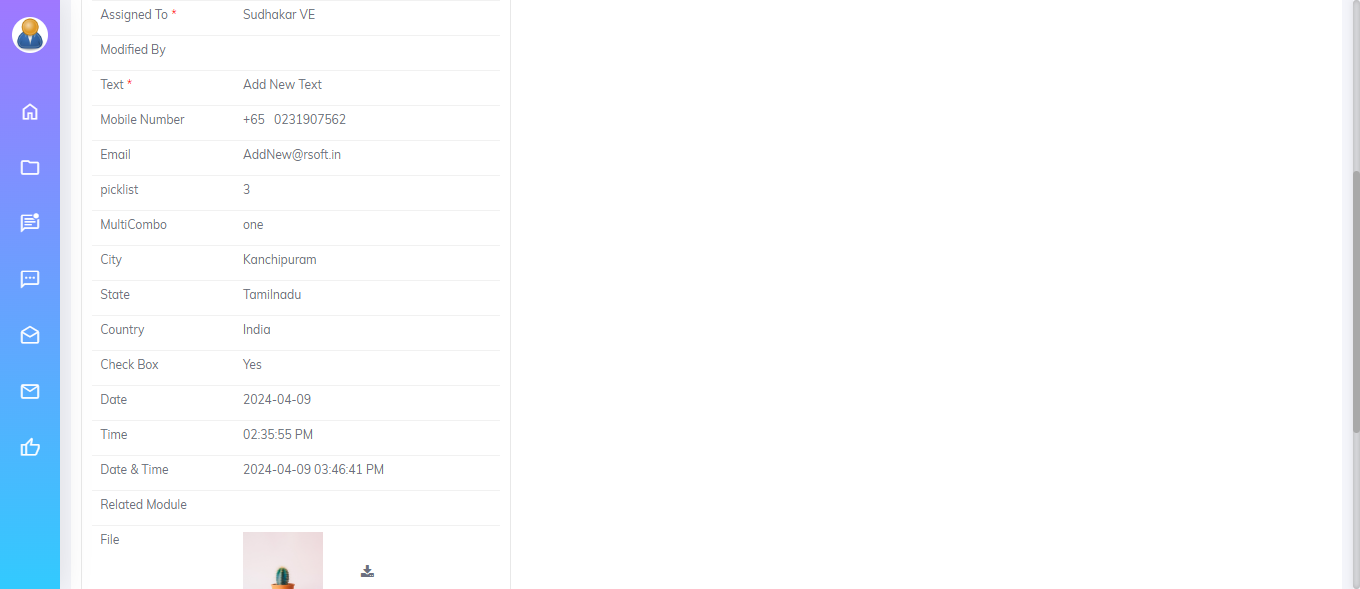 Assigned To * Sudhakar VE
Modified By
Text * Add New Text
Mobile Number +65 0231907562
Email AddNew@rsoft.in
picklist 3
MultiCombo one
City Kanchipuram
State Tamilnadu
Country India
Check Box Yes
Date 2024-04-09
Time 02:35:55 PM
Date & Time 2024-04-09 03:46:41 PM
Related Module
File